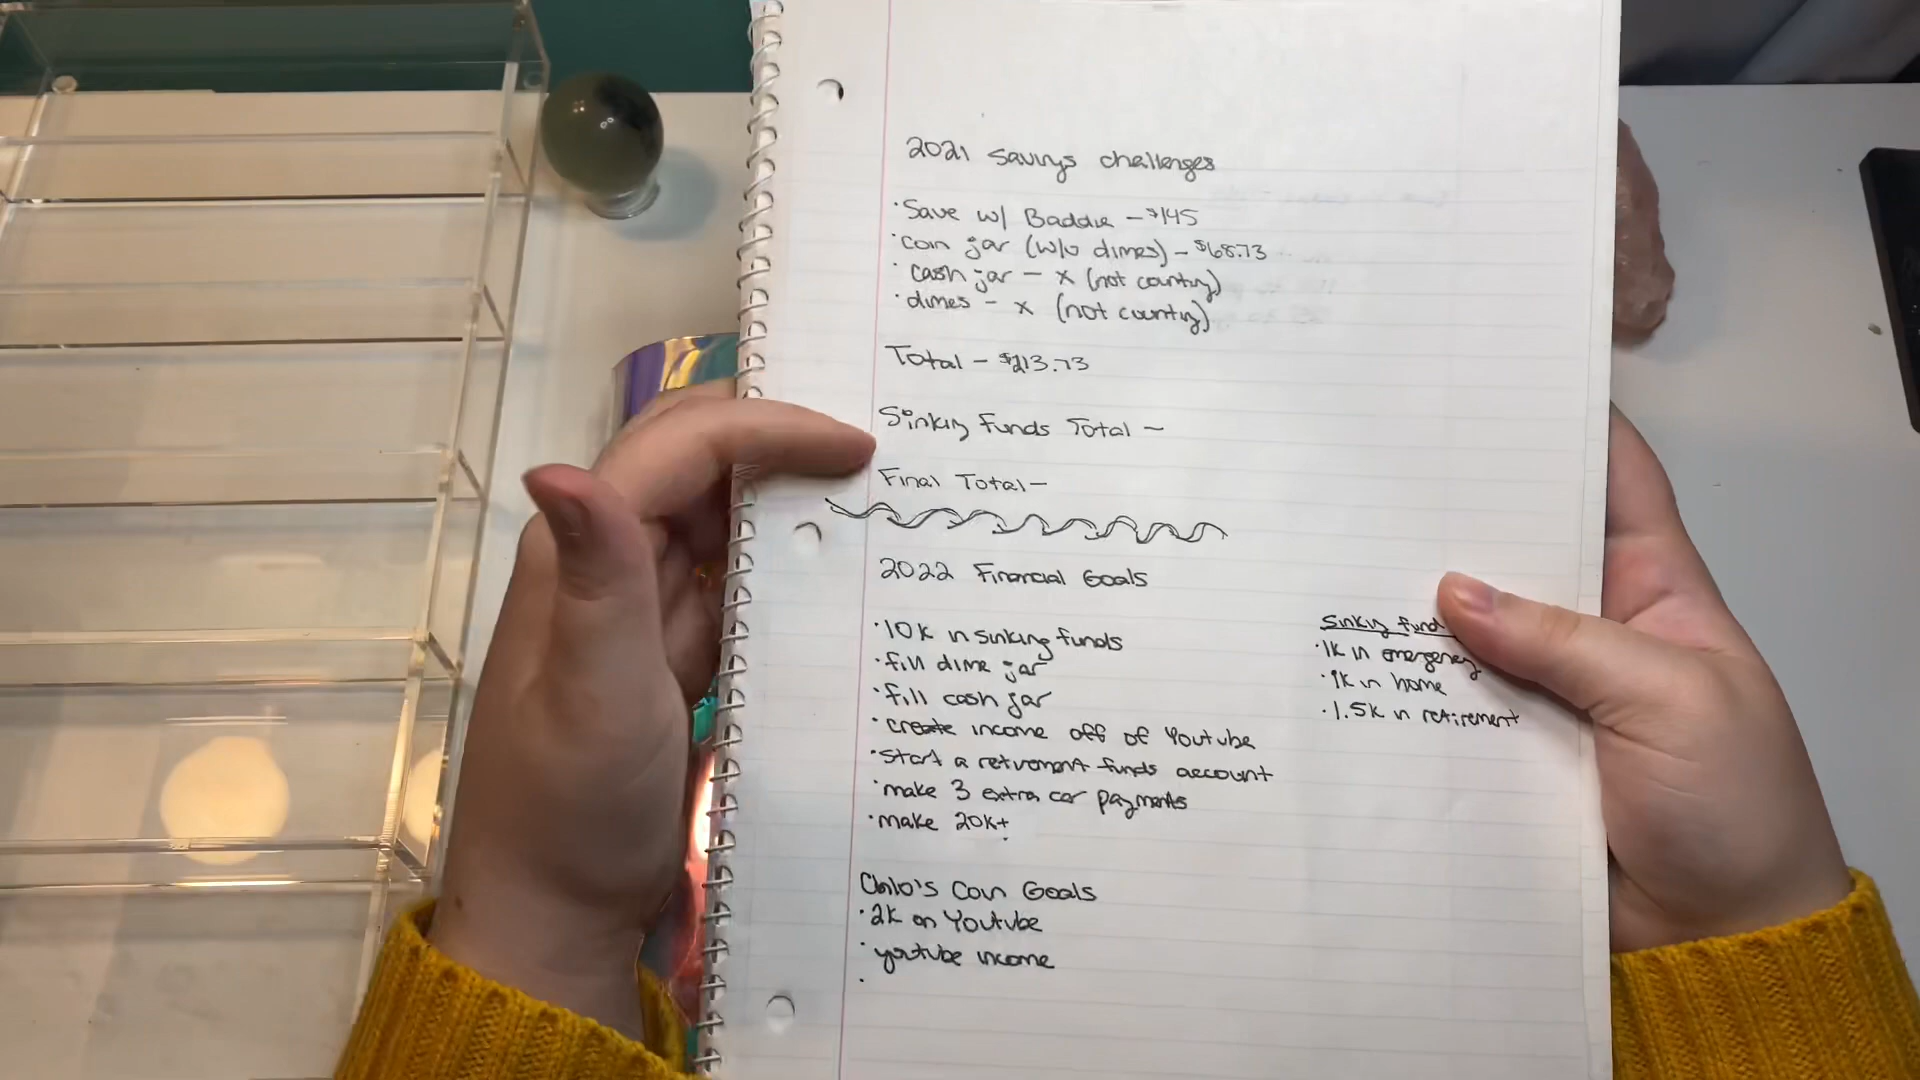 2021 savings challenges
· Save w/ Baddie - $145
· coin jar (w/o dimes) - $68.73
· cash jar - x (not counting)
· dimes - x (not counting)
Total - $213.73
Sinking Funds Total -
Final Total -
2022 Financial Goals
· 10k in sinking funds
· fill dime jar
· fill cash jar
· create income off of Youtube
· start a retirement funds account
· make 3 extra car payments
· make 20k+
Sinking Fund
· 1k in emergency
· 1k in home
· 1.5k in retirement
Chlo's Coin Goals
· 2k on Youtube
· youtube income
·